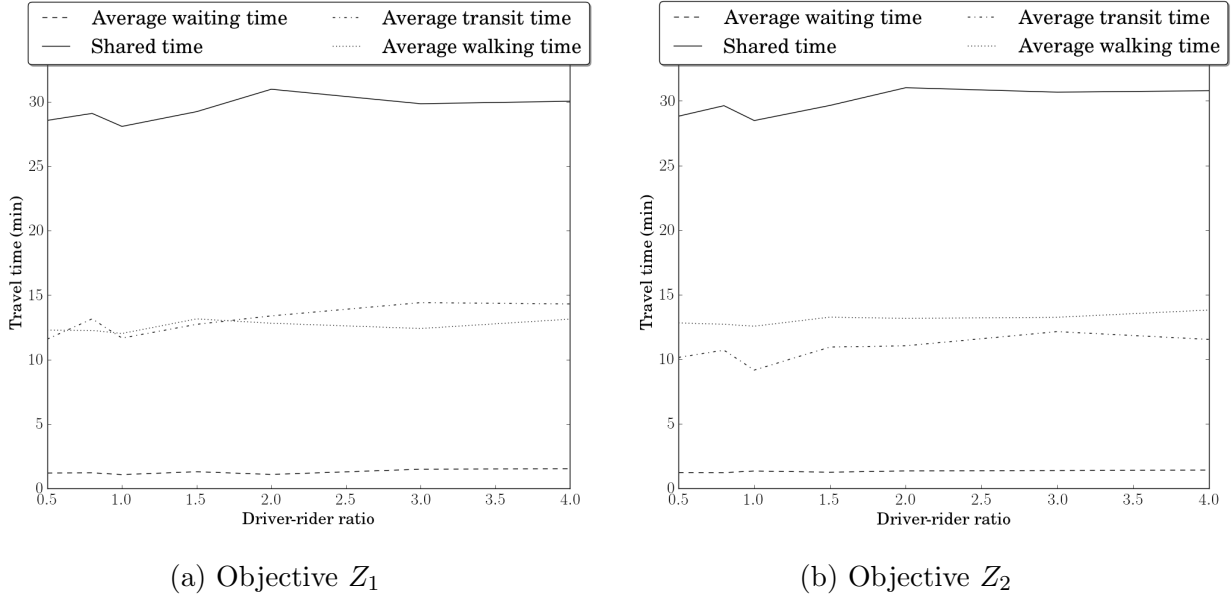 Average waiting time
Average transit time
Shared time
Average walking time
30
25
20
15
10
5
0
Travel time (min)
0.5
1.0
1.5
2.0
2.5
3.0
3.5
4.0
Driver-rider ratio
(a) Objective Z1
Average waiting time
Average transit time
Shared time
Average walking time
30
25
20
15
10
5
0
Travel time (min)
0.5
1.0
1.5
2.0
2.5
3.0
3.5
4.0
Driver-rider ratio
(b) Objective Z2